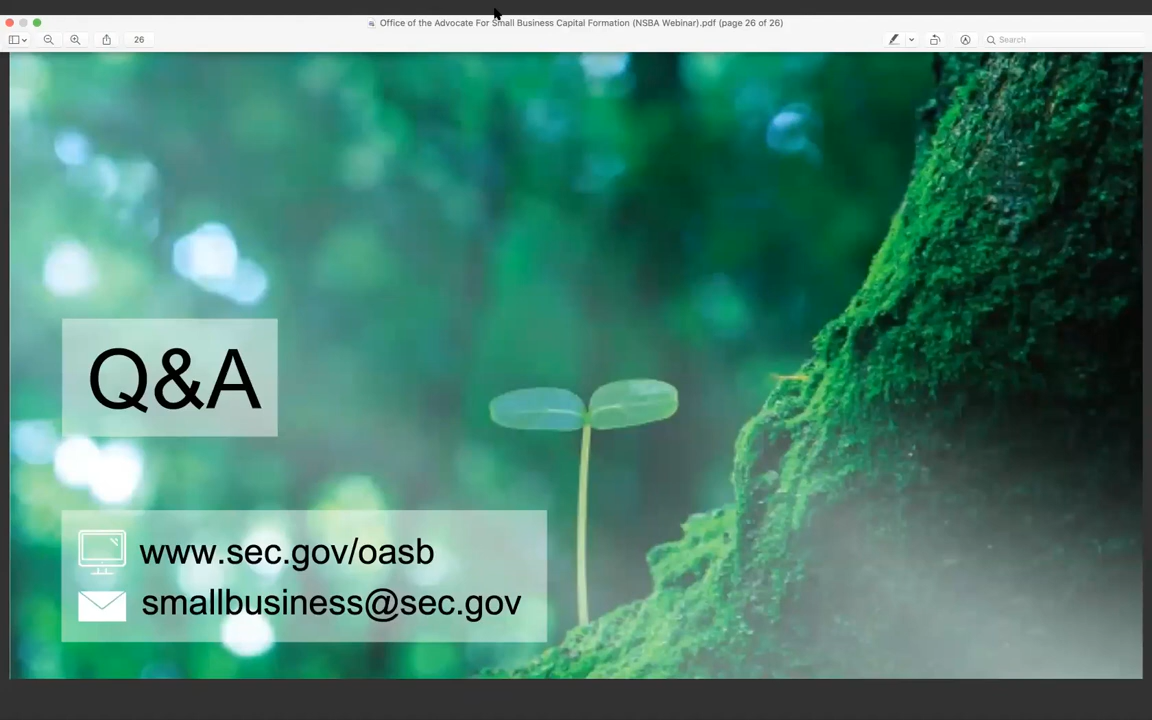 Office of the Advocate For Small Business Capital Formation (NSBA Webinar).pdf (page 26 of 26)
26
Search
Q&A
www.sec.gov/oasb
smallbusiness@sec.gov